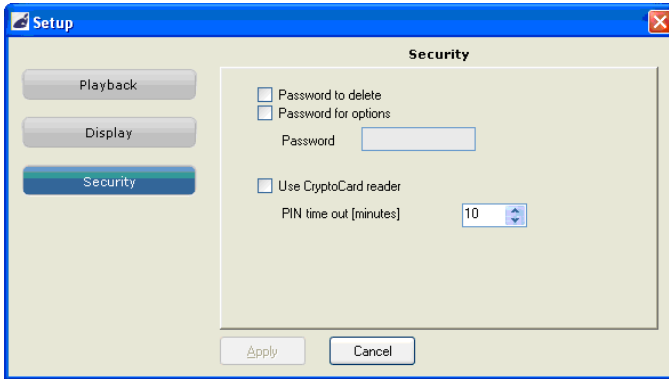 Setup
Security
Playback
Display
Security
Password to delete
Password for options
Password
Use CryptoCard reader
PIN time out [minutes] 10
Apply Cancel